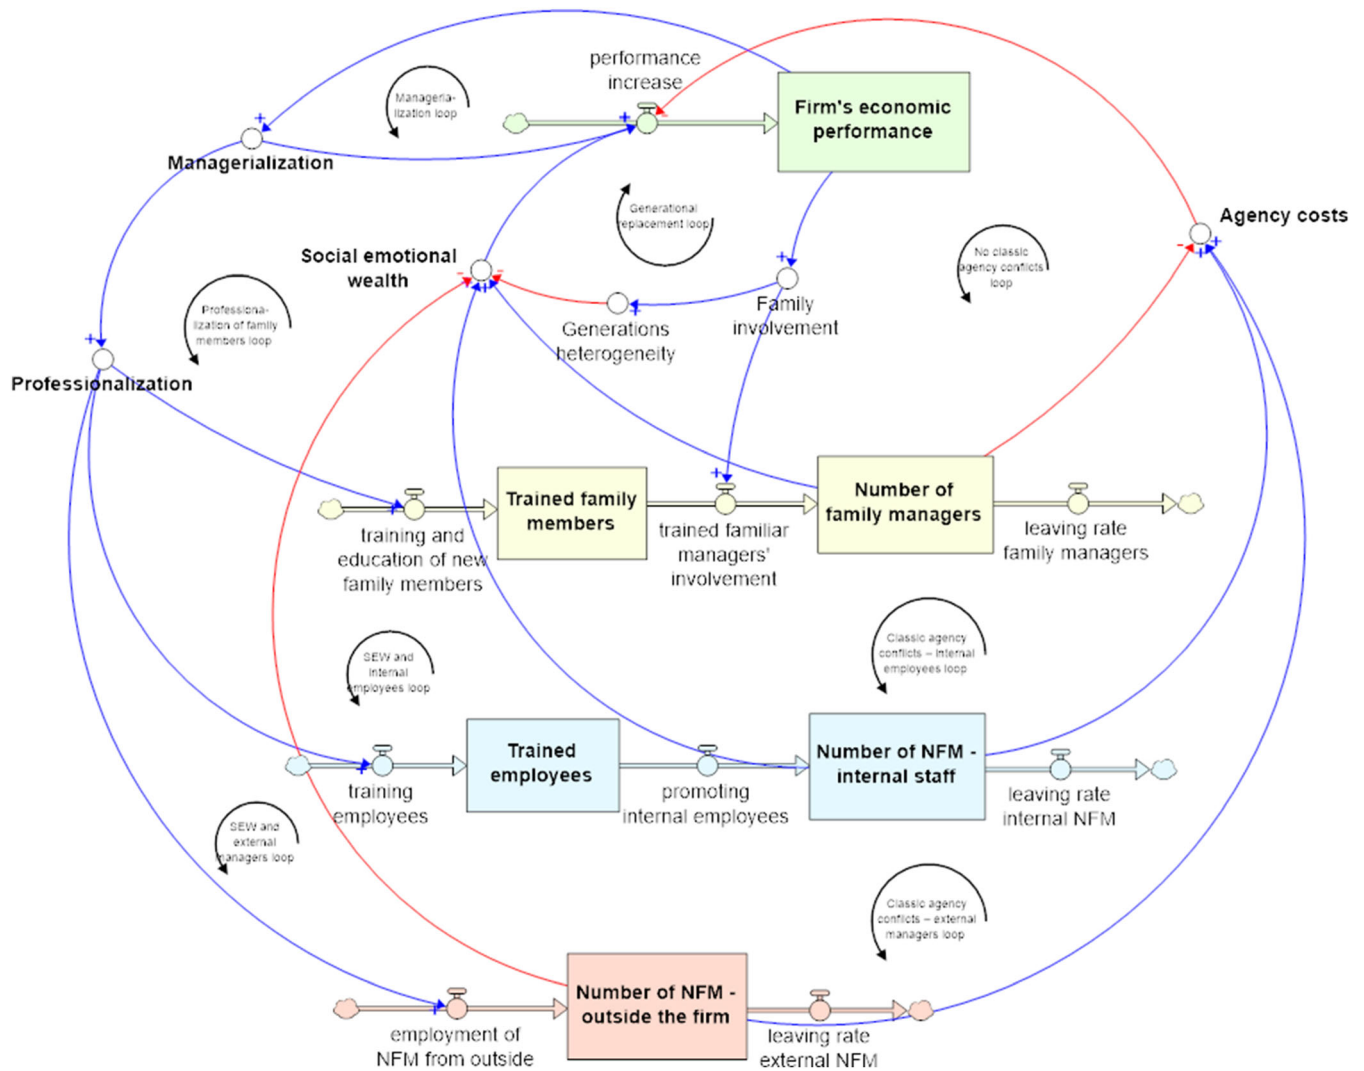 performance
increase
Firm's economic
performance
Manageria-
lization loop
Managerialization
Generational
replacement loop
Agency costs
Social emotional
wealth
No classic
agency conflicts
loop
Family
involvement
Generations
heterogeneity
Professiona-
lization of family
members loop
Professionalization
Trained family
members
Number of
family managers
training and
education of new
family members
trained familiar
managers'
involvement
leaving rate
family managers
SEW and
internal
employees loop
Classic agency
conflicts – internal
employees loop
Trained
employees
Number of NFM -
internal staff
training
employees
promoting
internal employees
leaving rate
internal NFM
SEW and
external
managers loop
Classic agency
conflicts – external
managers loop
Number of NFM -
outside the firm
employment of
NFM from outside
leaving rate
external NFM